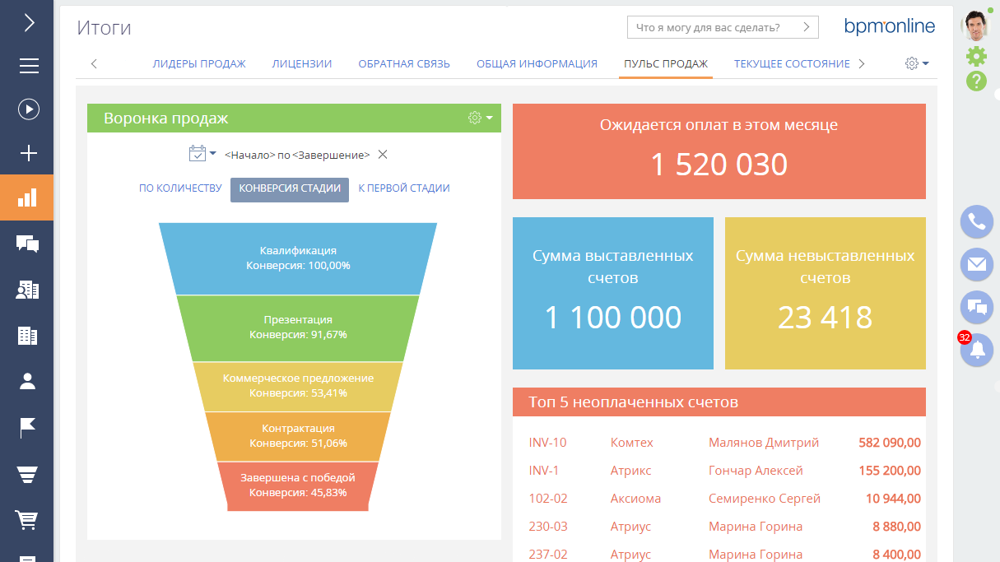 Итоги
Что я могу для вас сделать?
bpmonline
ЛИДЕРЫ ПРОДАЖ
ЛИЦЕНЗИИ
ОБРАТНАЯ СВЯЗЬ
ОБЩАЯ ИНФОРМАЦИЯ
ПУЛЬС ПРОДАЖ
ТЕКУЩЕЕ СОСТОЯНИЕ
Воронка продаж
<Начало> по <Завершение>
ПО КОЛИЧЕСТВУ
КОНВЕРСИЯ СТАДИИ
К ПЕРВОЙ СТАДИИ
Квалификация
Конверсия: 100,00%
Презентация
Конверсия: 91,67%
Коммерческое предложение
Конверсия: 53,41%
Контрактация
Конверсия: 51,06%
Завершена с победой
Конверсия: 45,83%
Ожидается оплат в этом месяце
1 520 030
Сумма выставленных
счетов
1 100 000
Сумма невыставленных
счетов
23 418
Топ 5 неоплаченных счетов
INV-10 Комтех Малянов Дмитрий 582 090,00
INV-1 Атрикс Гончар Алексей 155 200,00
102-02 Аксиома Семиренко Сергей 10 944,00
230-03 Атриус Марина Горина 8 880,00
237-02 Атриус Марина Горина 8 400,00
?
32